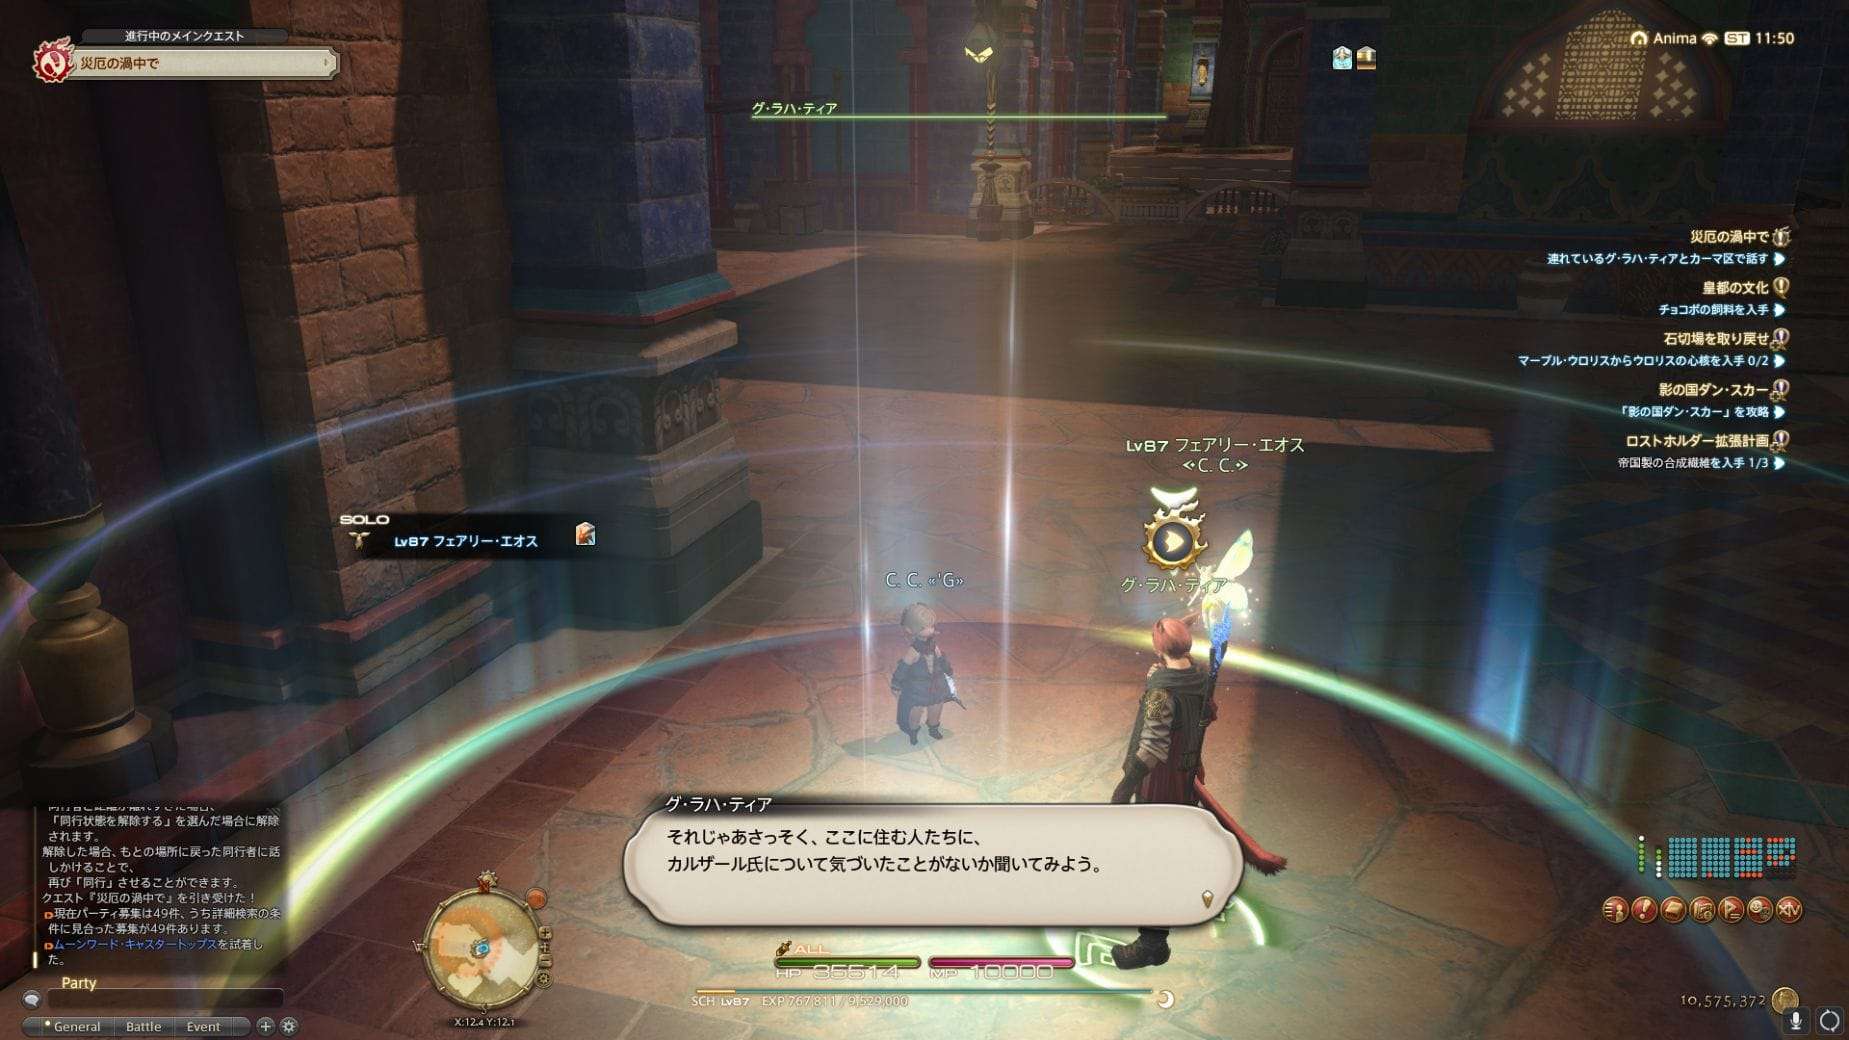 進行中のメインクエスト
災厄の渦中で
グ・ラハ・ティア
Anima ST 11:50
災厄の渦中で
連れているグ・ラハ・ティアとカーマ区で話す
皇都の文化
チョコボの飼料を入手
石切場を取り戻せ
マーブル・ウロリスからウロリスの心核を入手 0/2
影の国ダン・スカー
「影の国ダン・スカー」を攻略
ロストホルダー拡張計画
帝国製の合成繊維を入手 1/3
Lv87 フェアリー・エオス
<C. C.>
SOLO
Lv87 フェアリー・エオス
C. C. «'G»
グ・ラハ・ティア
グ・ラハ・ティア
それじゃあさっそく、ここに住む人たちに、
カルザール氏について気づいたことがないか聞いてみよう。
「同行状態を解除する」を選んだ場合に解除
されます。
解除した場合、もとの場所に戻った同行者に話
しかけることで、
再び「同行」させることができます。
クエスト『災厄の渦中で』を引き受けた！
現在パーティ募集は49件、うち詳細検索の条
件に見合った募集が49件あります。
ムーンワード・キャスタートップスを試着し
た。
Party
General Battle Event
X:12.4 Y:12.1
ALL
HP 35514 MP 10000
SCH Lv87 EXP 767,811 / 9,529,000
XIV
10,575,372